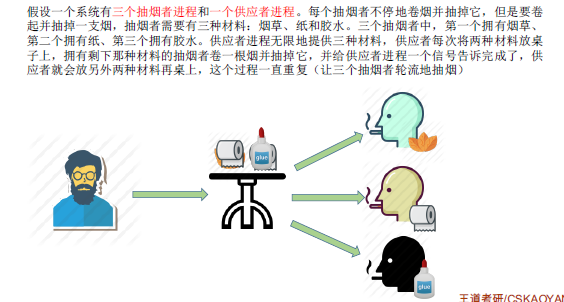 假设一个系统有三个抽烟者进程和一个供应者进程。每个抽烟者不停地卷烟并抽掉它，但是要卷
起并抽掉一支烟，抽烟者需要有三种材料：烟草、纸和胶水。三个抽烟者中，第一个拥有烟草、
第二个拥有纸、第三个拥有胶水。供应者进程无限地提供三种材料，供应者每次将两种材料放桌
子上，拥有剩下那种材料的抽烟者卷一根烟并抽掉它，并给供应者进程一个信号告诉完成了，供
应者就会放另外两种材料再桌上，这个过程一直重复（让三个抽烟者轮流地抽烟）
glue
glue
王道考研/CSKAOYAN